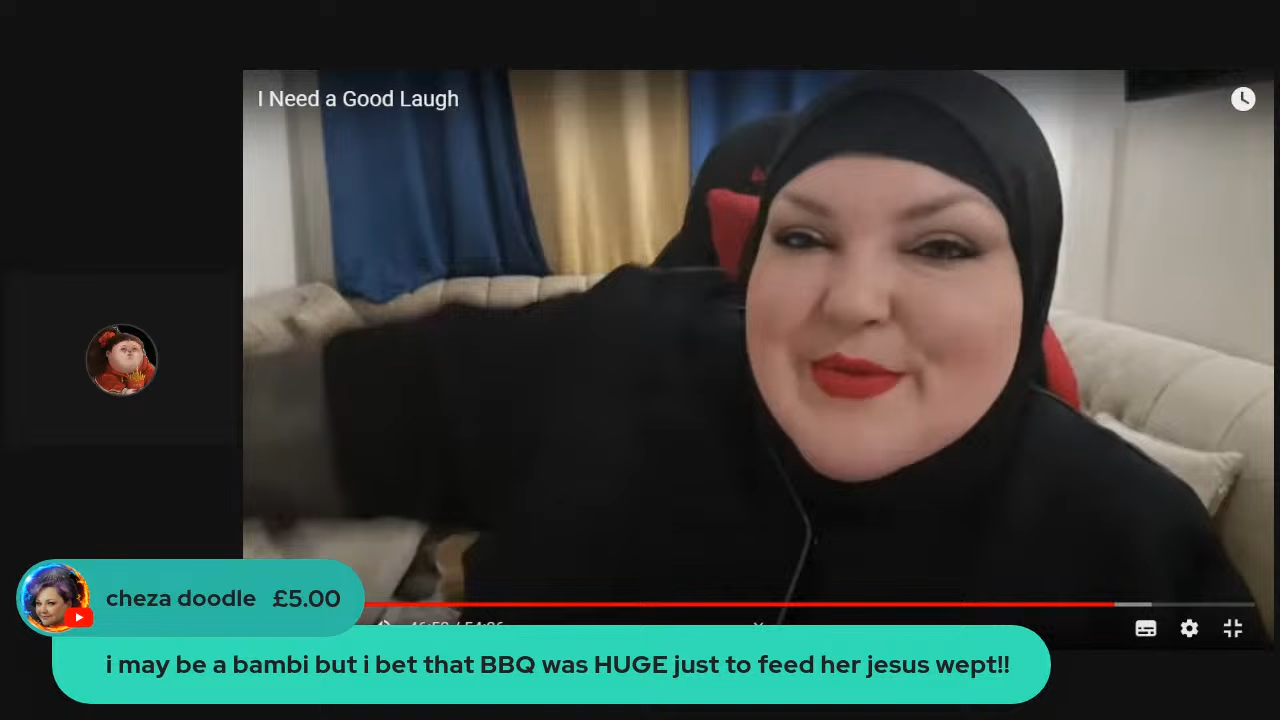 I Need a Good Laugh
cheza doodle £5.00
i may be a bambi but i bet that BBQ was HUGE just to feed her jesus wept!!